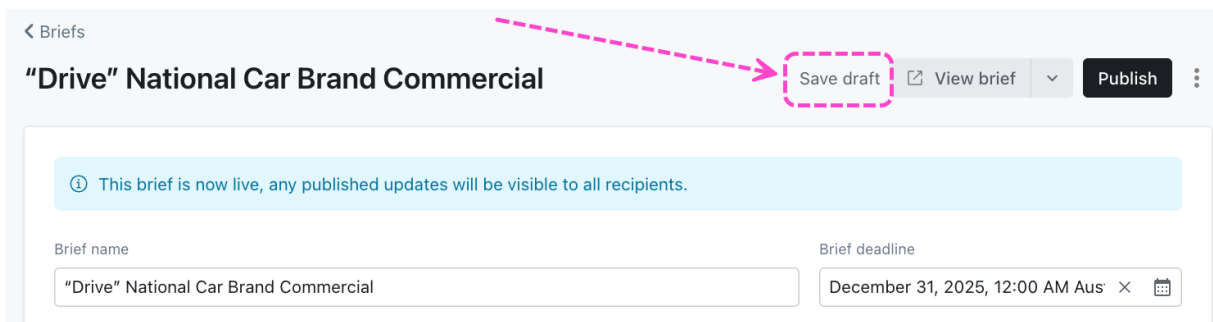 Briefs
“Drive” National Car Brand Commercial
Save draft
View brief
Publish
This brief is now live, any published updates will be visible to all recipients.
Brief name
Brief deadline
“Drive” National Car Brand Commercial
December 31, 2025, 12:00 AM Aus